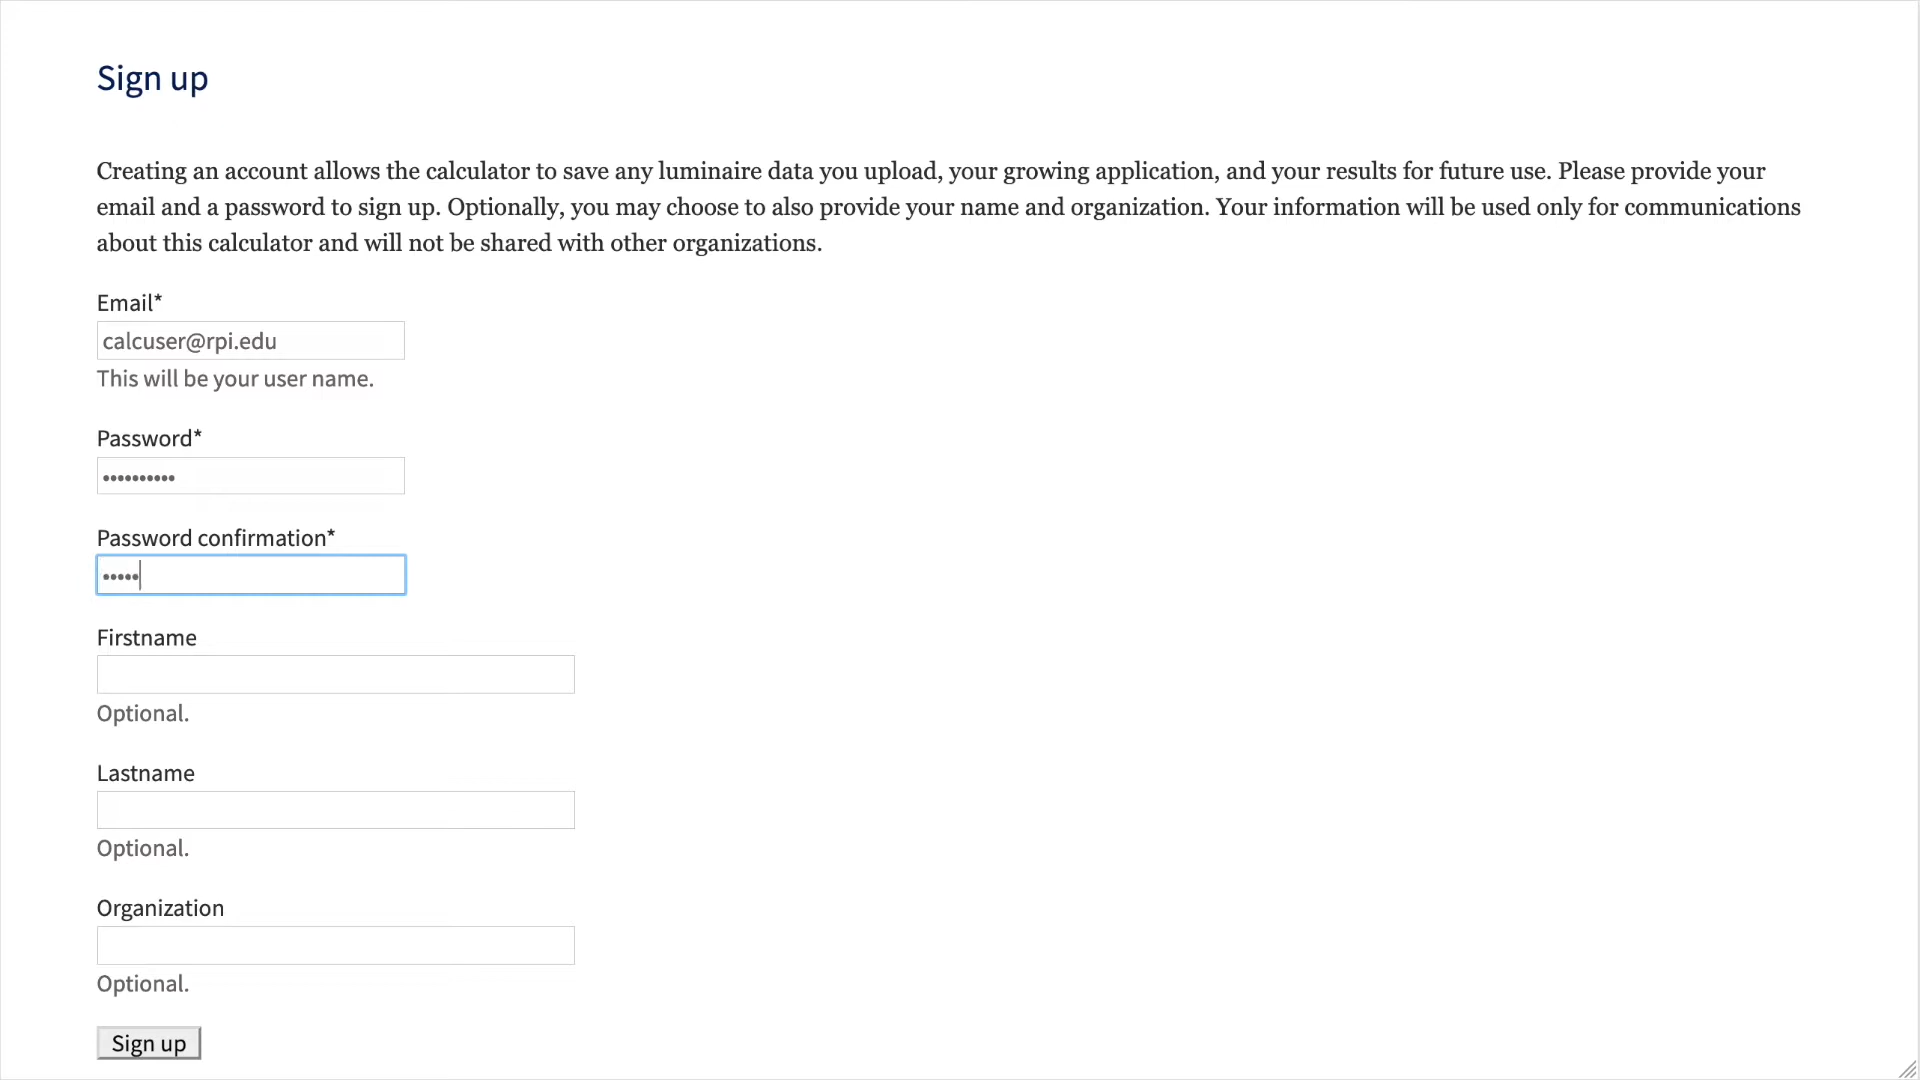 Sign up
Creating an account allows the calculator to save any luminaire data you upload, your growing application, and your results for future use. Please provide your
email and a password to sign up. Optionally, you may choose to also provide your name and organization. Your information will be used only for communications
about this calculator and will not be shared with other organizations.
Email*
calcuser@rpi.edu
This will be your user name.
Password*
••••••••••
Password confirmation*
•••••
Firstname
Optional.
Lastname
Optional.
Organization
Optional.
Sign up